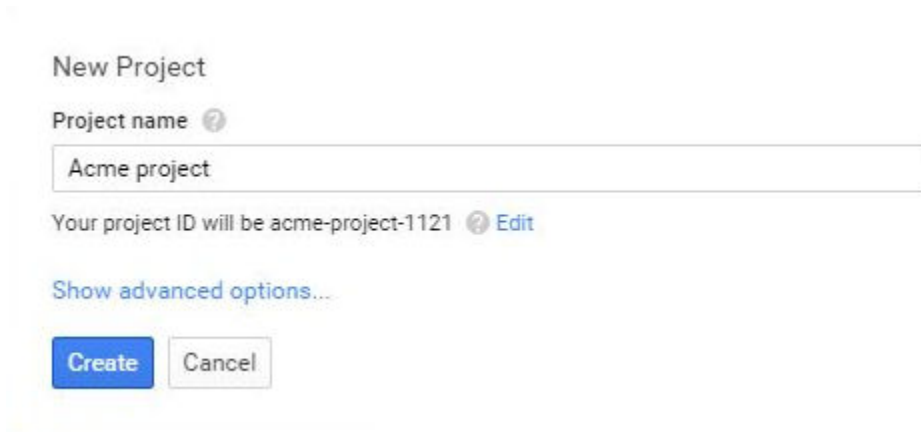 New Project
Project name ?
Acme project
Your project ID will be acme-project-1121 ? Edit
Show advanced options...
Create Cancel